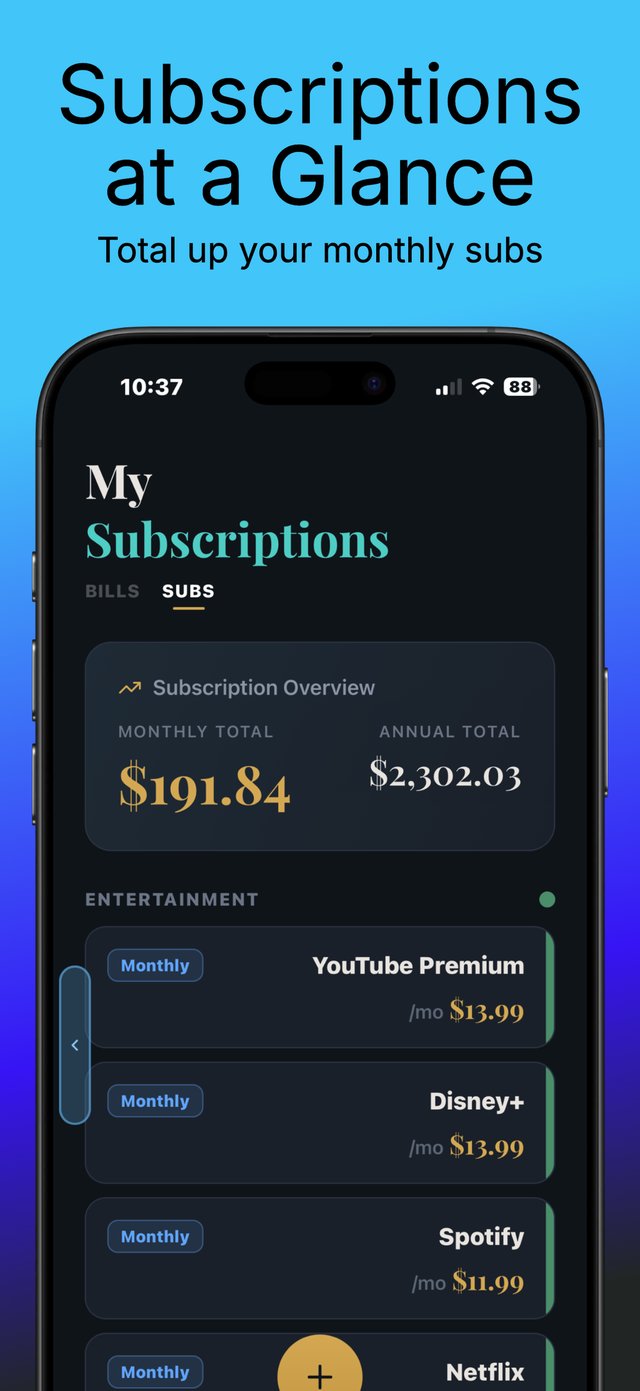 Subscriptions
at a Glance
Total up your monthly subs
10:37
88
My
Subscriptions
BILLS SUBS
Subscription Overview
MONTHLY TOTAL ANNUAL TOTAL
$191.84 $2,302.03
ENTERTAINMENT
Monthly YouTube Premium
/mo $13.99
Monthly Disney+
/mo $13.99
Monthly Spotify
/mo $11.99
Monthly Netflix
+